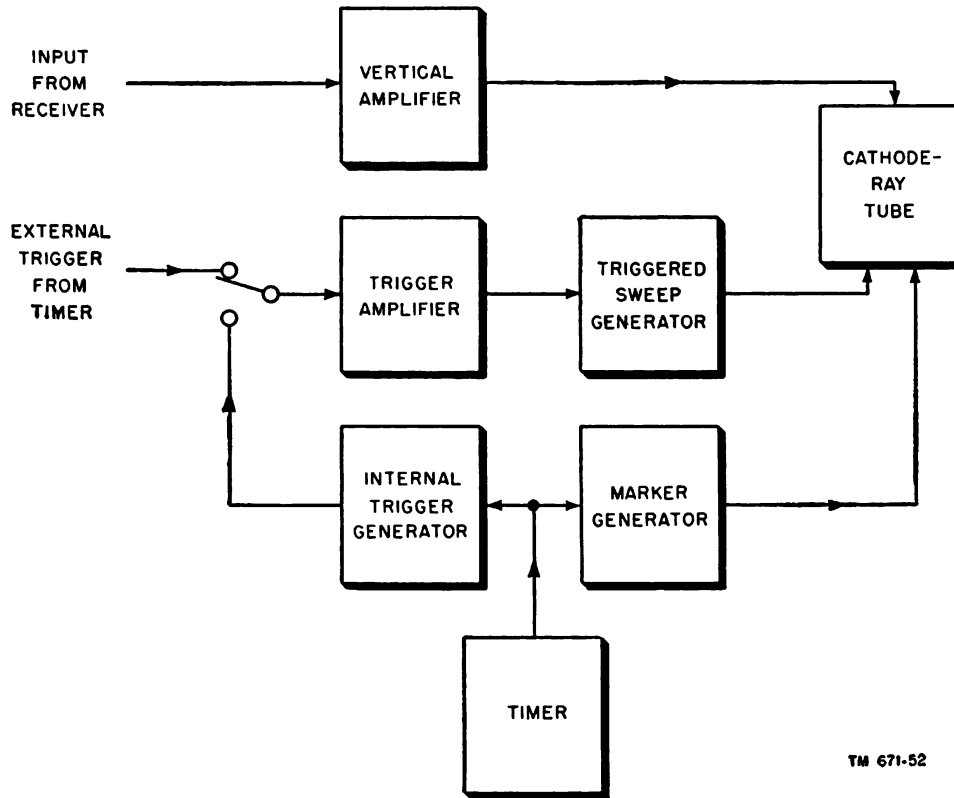 INPUT
FROM
RECEIVER
VERTICAL
AMPLIFIER
CATHODE-
RAY
TUBE
EXTERNAL
TRIGGER
FROM
TIMER
TRIGGER
AMPLIFIER
TRIGGERED
SWEEP
GENERATOR
INTERNAL
TRIGGER
GENERATOR
MARKER
GENERATOR
TIMER
TM 671-52